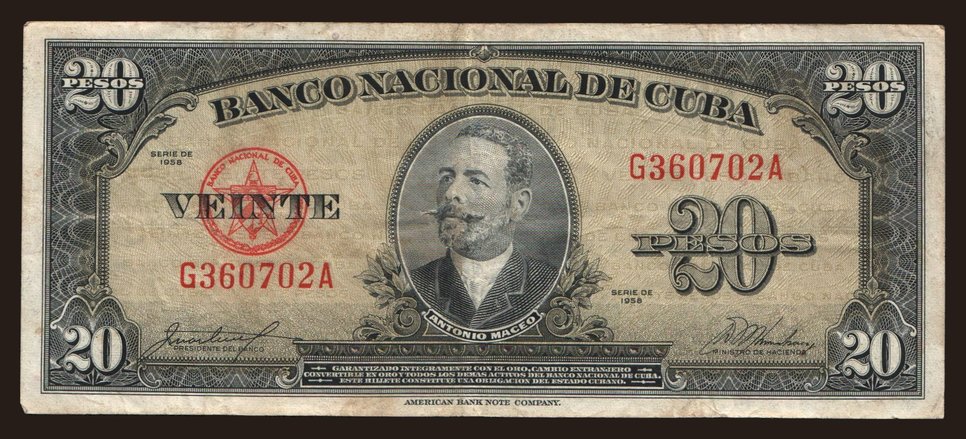 20 PESOS
20 PESOS
BANCO NACIONAL DE CUBA
SERIE DE
1958
BANCO NACIONAL DE CUBA
G360702A
VEINTE
20
PESOS
G360702A
SERIE DE
1958
ANTONIO MACEO
20
PRESIDENTE DEL BANCO
MINISTRO DE HACIENDA
20
GARANTIZADO INTEGRAMENTE CON EL ORO, CAMBIO EXTRANJERO
CONVERTIBLE EN ORO Y TODOS LOS DEMAS ACTIVOS DEL BANCO NACIONAL DE CUBA.
ESTE BILLETE CONSTITUYE UNA OBLIGACION DEL ESTADO CUBANO.
AMERICAN BANK NOTE COMPANY.